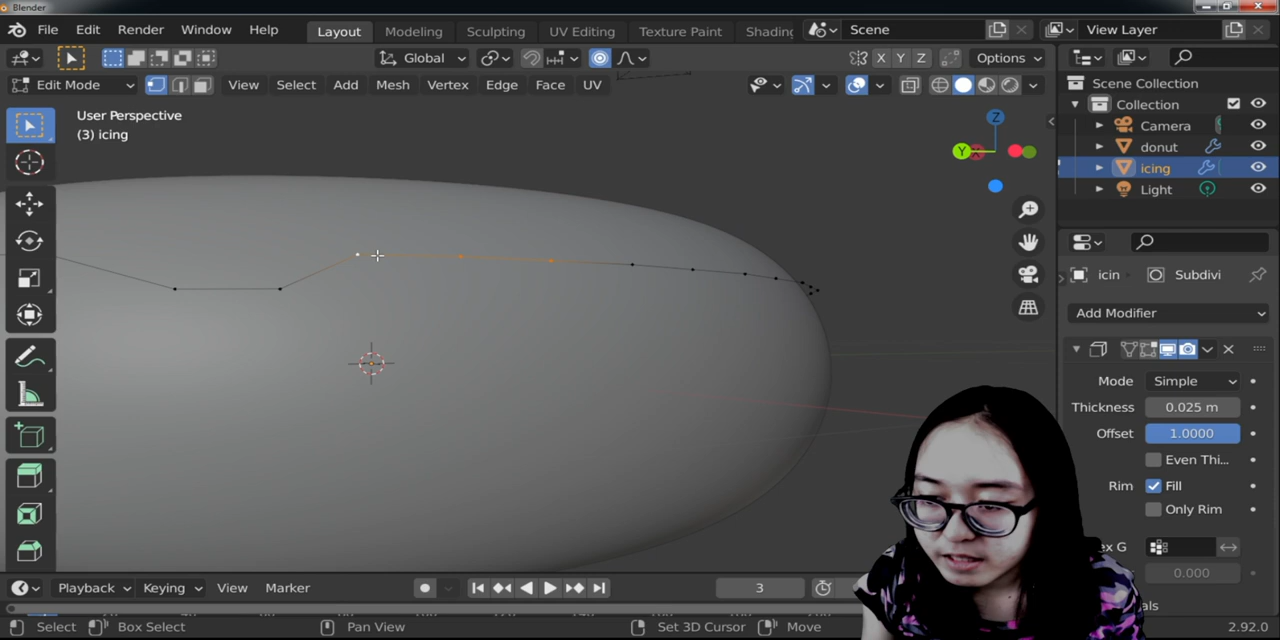 Blender
File Edit Render Window Help Layout Modeling Sculpting UV Editing Texture Paint Shading Scene View Layer
Global X Y Z Options
Edit Mode View Select Add Mesh Vertex Edge Face UV
User Perspective
(3) icing
Z
Y
Scene Collection
Collection
Camera
donut
icing
Light
icin Subdivi
Add Modifier
Mode Simple
Thickness 0.025 m
Offset 1.0000
Even Thi...
Rim Fill
Only Rim
ex G
0.000
als
Playback Keying View Marker 3
Select Box Select Pan View Set 3D Cursor Move 2.92.0